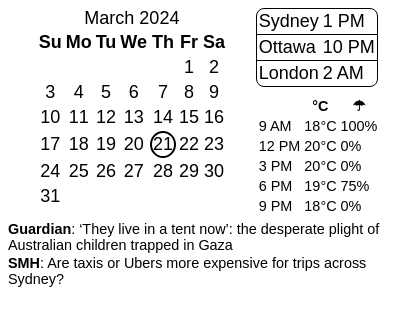 March 2024
Su Mo Tu We Th Fr Sa
1 2
3 4 5 6 7 8 9
10 11 12 13 14 15 16
17 18 19 20 21 22 23
24 25 26 27 28 29 30
31
Sydney 1 PM
Ottawa 10 PM
London 2 AM
°C ☂
9 AM 18°C 100%
12 PM 20°C 0%
3 PM 20°C 0%
6 PM 19°C 75%
9 PM 18°C 0%
Guardian: ‘They live in a tent now’: the desperate plight of
Australian children trapped in Gaza
SMH: Are taxis or Ubers more expensive for trips across
Sydney?